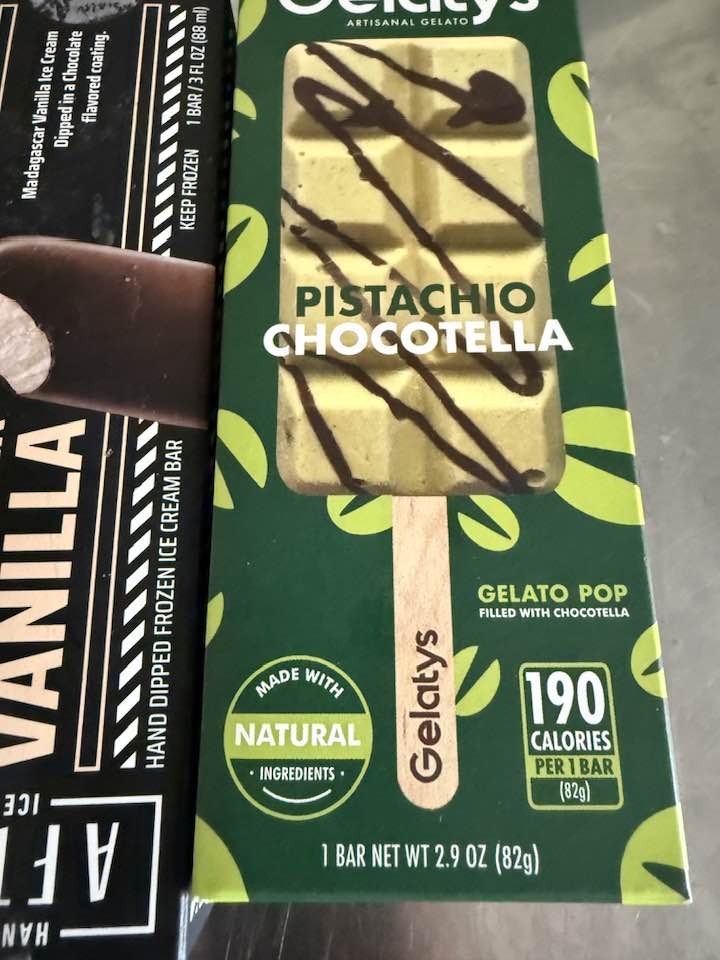 Madagascar Vanilla Ice Cream
Dipped in a Chocolate
flavored coating.
KEEP FROZEN 1 BAR / 3 FL OZ (88 ml)
VANILLA
HAND DIPPED FROZEN ICE CREAM BAR
Gelatys
ARTISANAL GELATO
PISTACHIO
CHOCOTELLA
GELATO POP
FILLED WITH CHOCOTELLA
Gelatys
MADE WITH
NATURAL
· INGREDIENTS ·
190
CALORIES
PER 1 BAR
(82g)
1 BAR NET WT 2.9 OZ (82g)